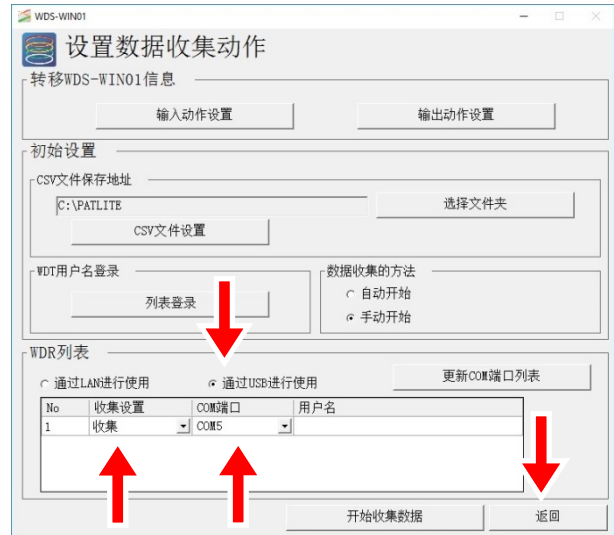 WDS-WIN01
设置数据收集动作
转移WDS-WIN01信息
输入动作设置 输出动作设置
初始设置
CSV文件保存地址
C:\PATLITE 选择文件夹
CSV文件设置
WDT用户名登录 数据收集的方法
列表登录 自动开始
手动开始
WDR列表
通过LAN进行使用 通过USB进行使用 更新COM端口列表
No 收集设置 COM端口 用户名
1 收集 COM5
开始收集数据 返回